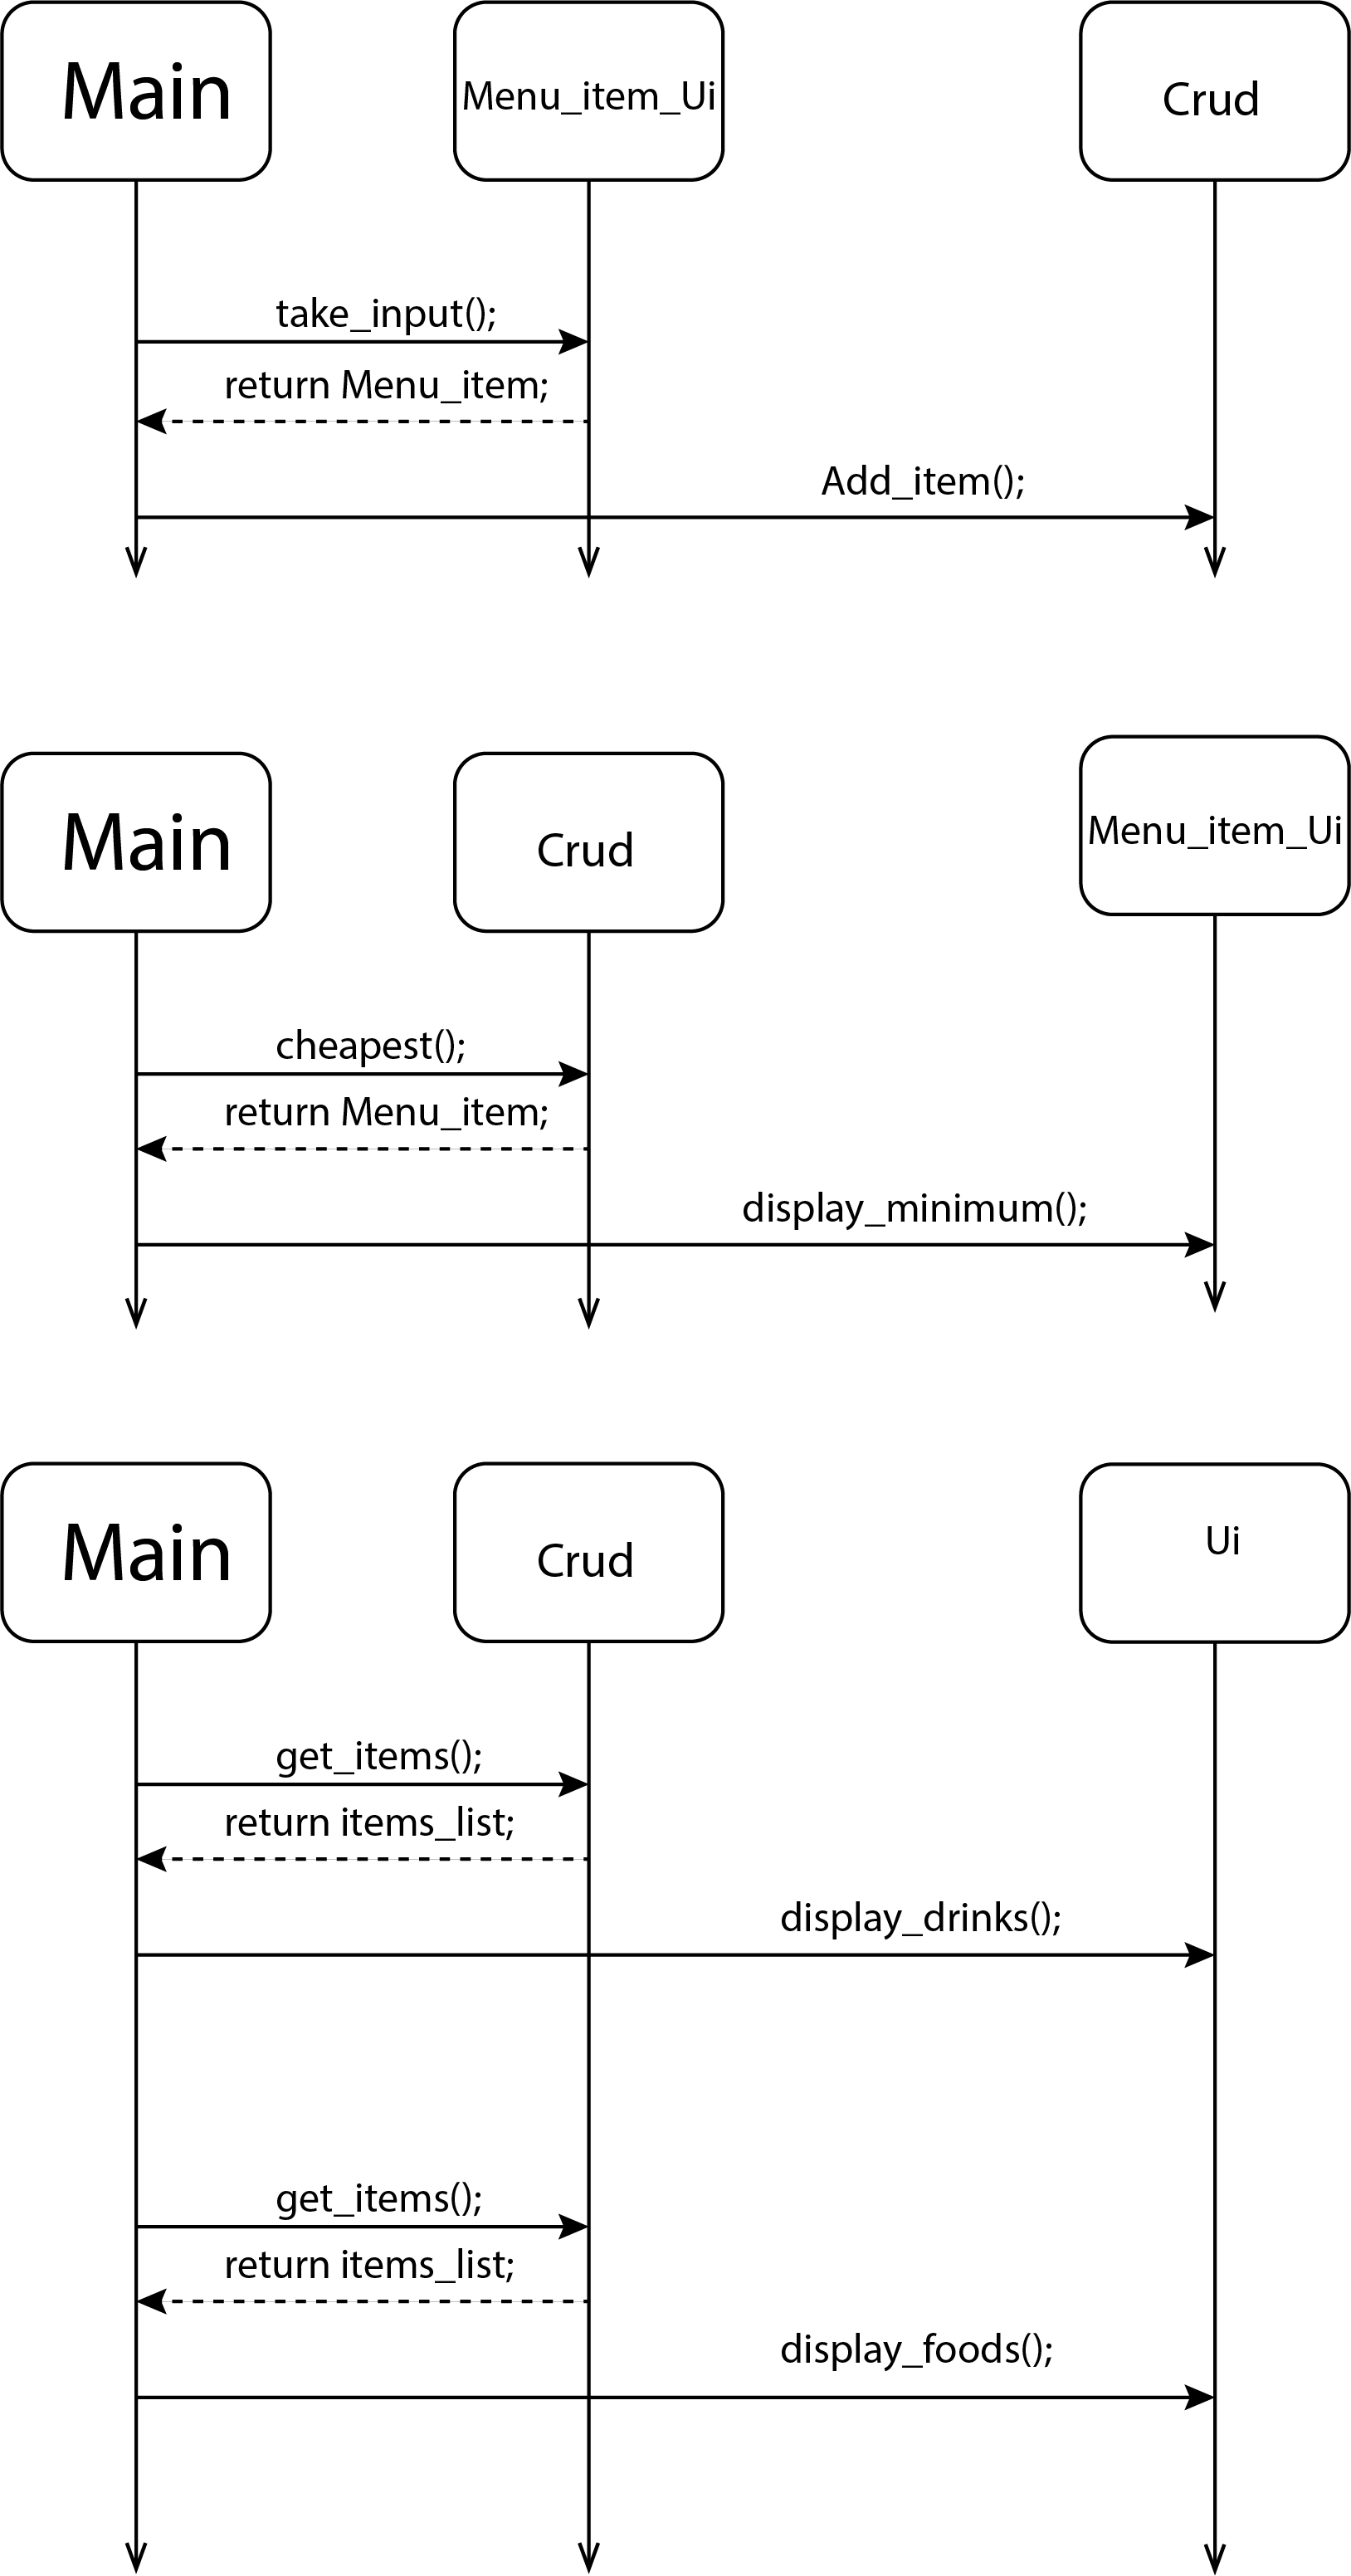 Main
Menu_item_Ui
Crud
take_input();
return Menu_item;
Add_item();
Main
Crud
Menu_item_Ui
cheapest();
return Menu_item;
display_minimum();
Main
Crud
Ui
get_items();
return items_list;
display_drinks();
get_items();
return items_list;
display_foods();